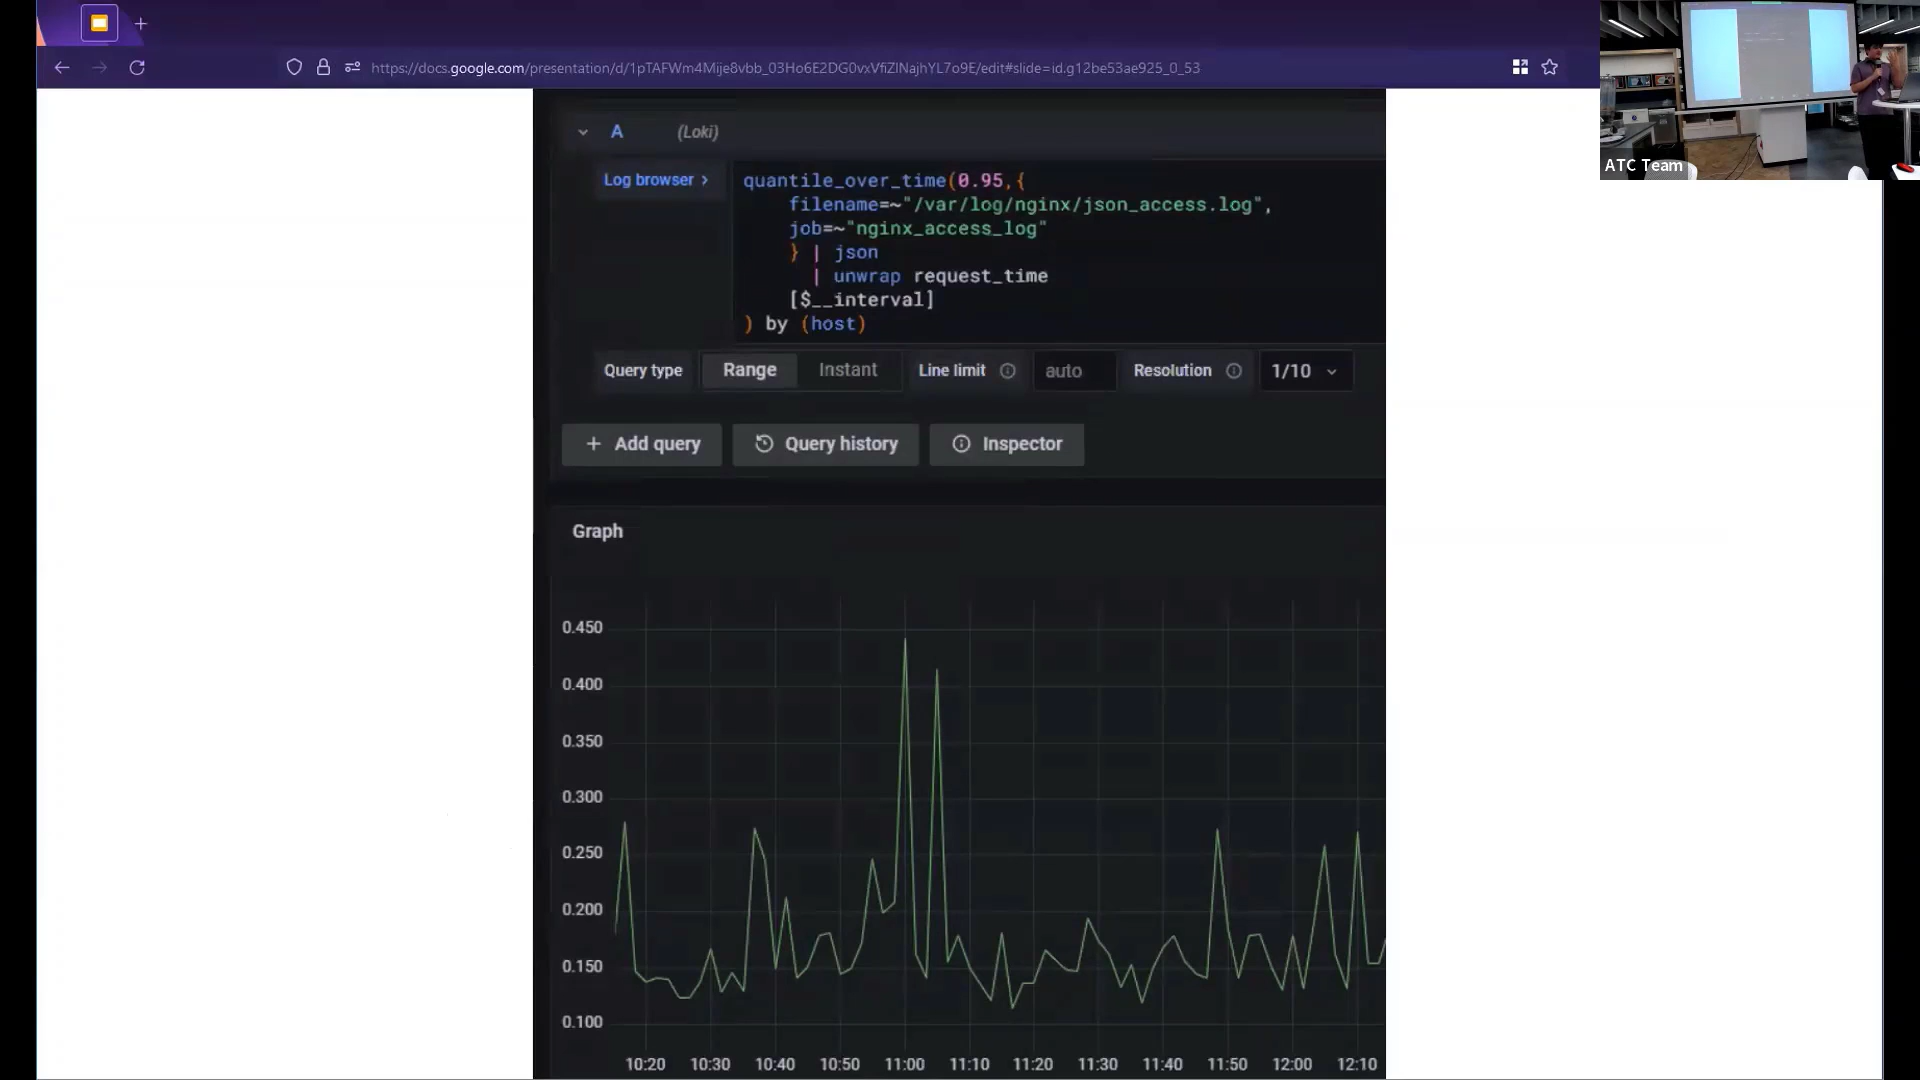 https://docs.google.com/presentation/d/1pTAFWm4Mije8vbb_03Ho6E2DG0vxVfiZlNajhYL7o9E/edit#slide=id.g12be53ae925_0_53
ATC Team
A (Loki)
Log browser >
quantile_over_time(0.95,{
filename=~"/var/log/nginx/json_access.log",
job=~"nginx_access_log"
} | json
| unwrap request_time
[$__interval]
) by (host)
Query type Range Instant Line limit auto Resolution 1/10
+ Add query Query history Inspector
Graph
0.450
0.400
0.350
0.300
0.250
0.200
0.150
0.100
10:20 10:30 10:40 10:50 11:00 11:10 11:20 11:30 11:40 11:50 12:00 12:10